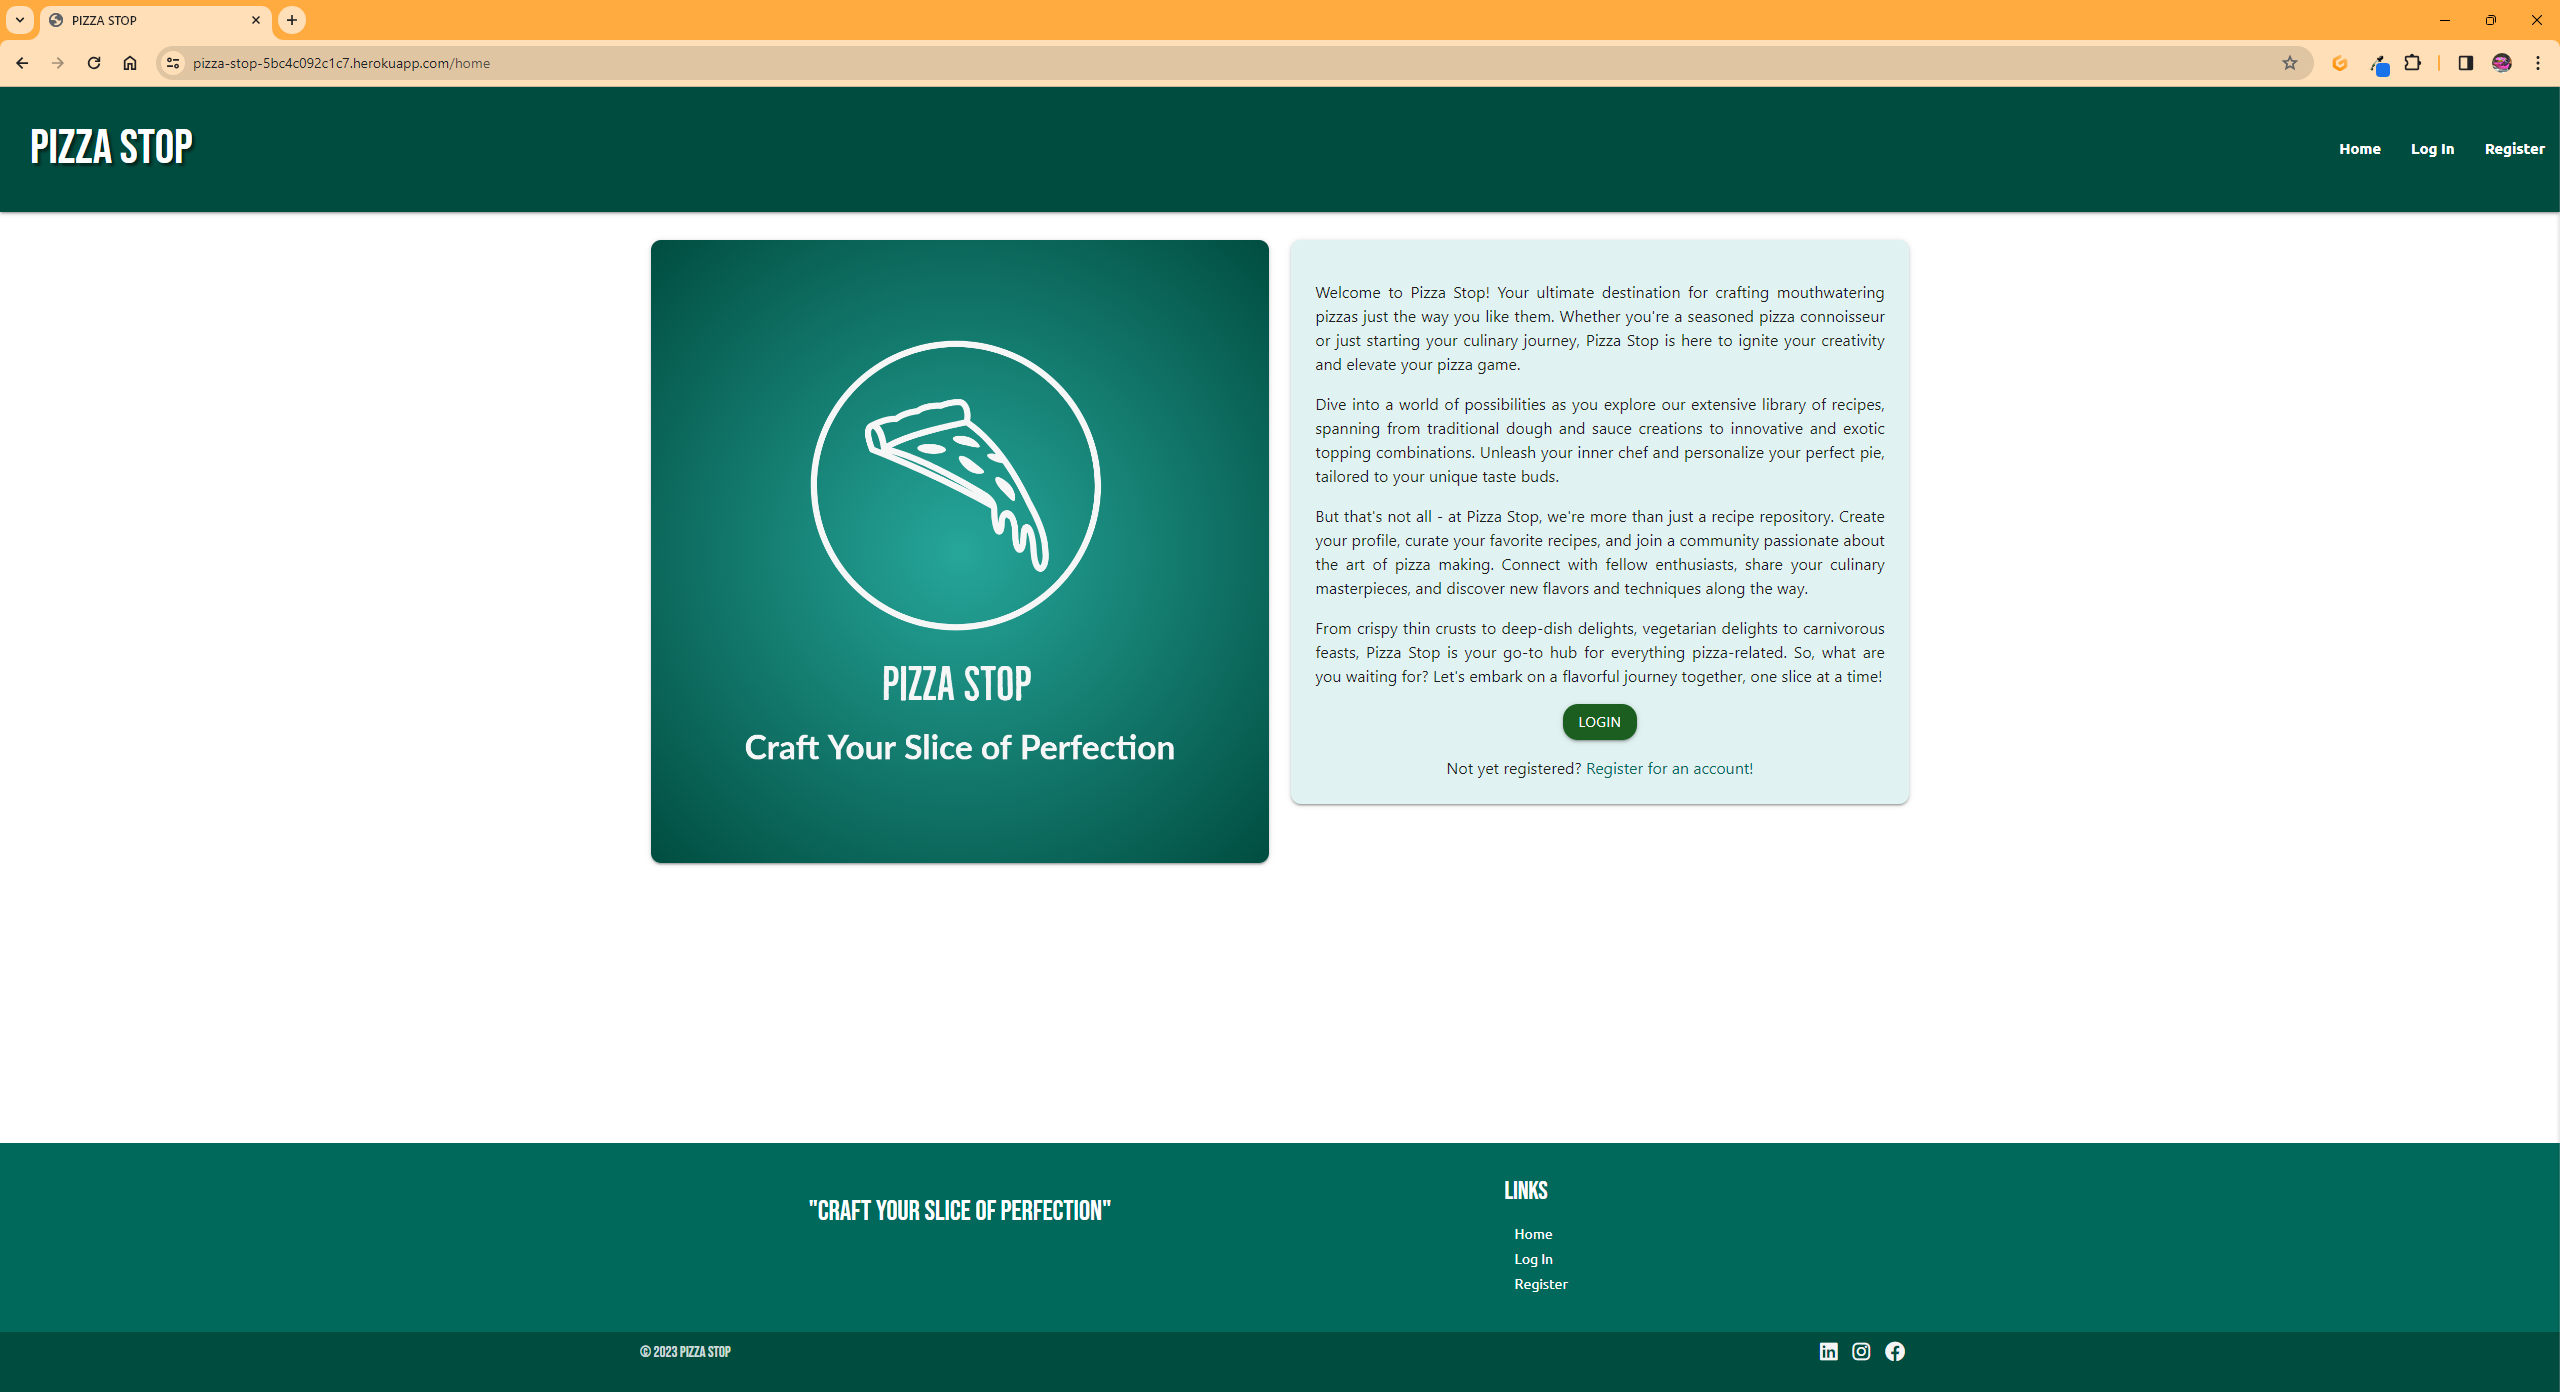 PIZZA STOP
pizza-stop-5bc4c092c1c7.herokuapp.com/home
PIZZA STOP
Home
Log In
Register
PIZZA STOP
Craft Your Slice of Perfection
Welcome to Pizza Stop! Your ultimate destination for crafting mouthwatering
pizzas just the way you like them. Whether you're a seasoned pizza connoisseur
or just starting your culinary journey, Pizza Stop is here to ignite your creativity
and elevate your pizza game.
Dive into a world of possibilities as you explore our extensive library of recipes,
spanning from traditional dough and sauce creations to innovative and exotic
topping combinations. Unleash your inner chef and personalize your perfect pie,
tailored to your unique taste buds.
But that's not all - at Pizza Stop, we're more than just a recipe repository. Create
your profile, curate your favorite recipes, and join a community passionate about
the art of pizza making. Connect with fellow enthusiasts, share your culinary
masterpieces, and discover new flavors and techniques along the way.
From crispy thin crusts to deep-dish delights, vegetarian delights to carnivorous
feasts, Pizza Stop is your go-to hub for everything pizza-related. So, what are
you waiting for? Let's embark on a flavorful journey together, one slice at a time!
LOGIN
Not yet registered? Register for an account!
"CRAFT YOUR SLICE OF PERFECTION"
LINKS
Home
Log In
Register
© 2023 PIZZA STOP